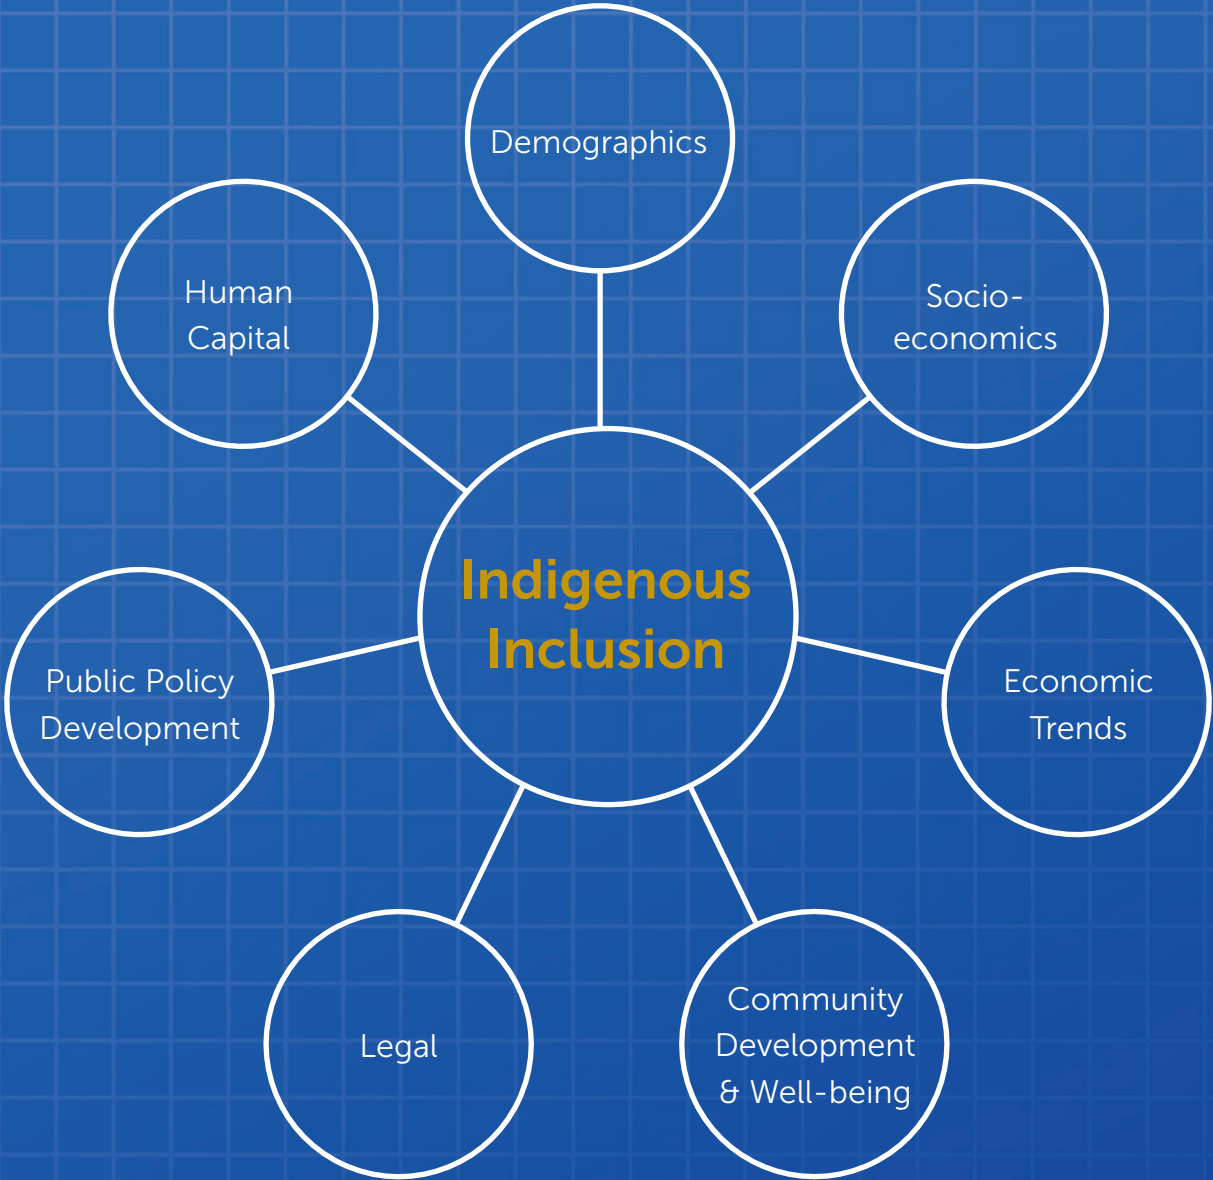 Demographics
Human
Capital
Socio-
economics
Indigenous
Inclusion
Public Policy
Development
Economic
Trends
Legal
Community
Development
& Well-being